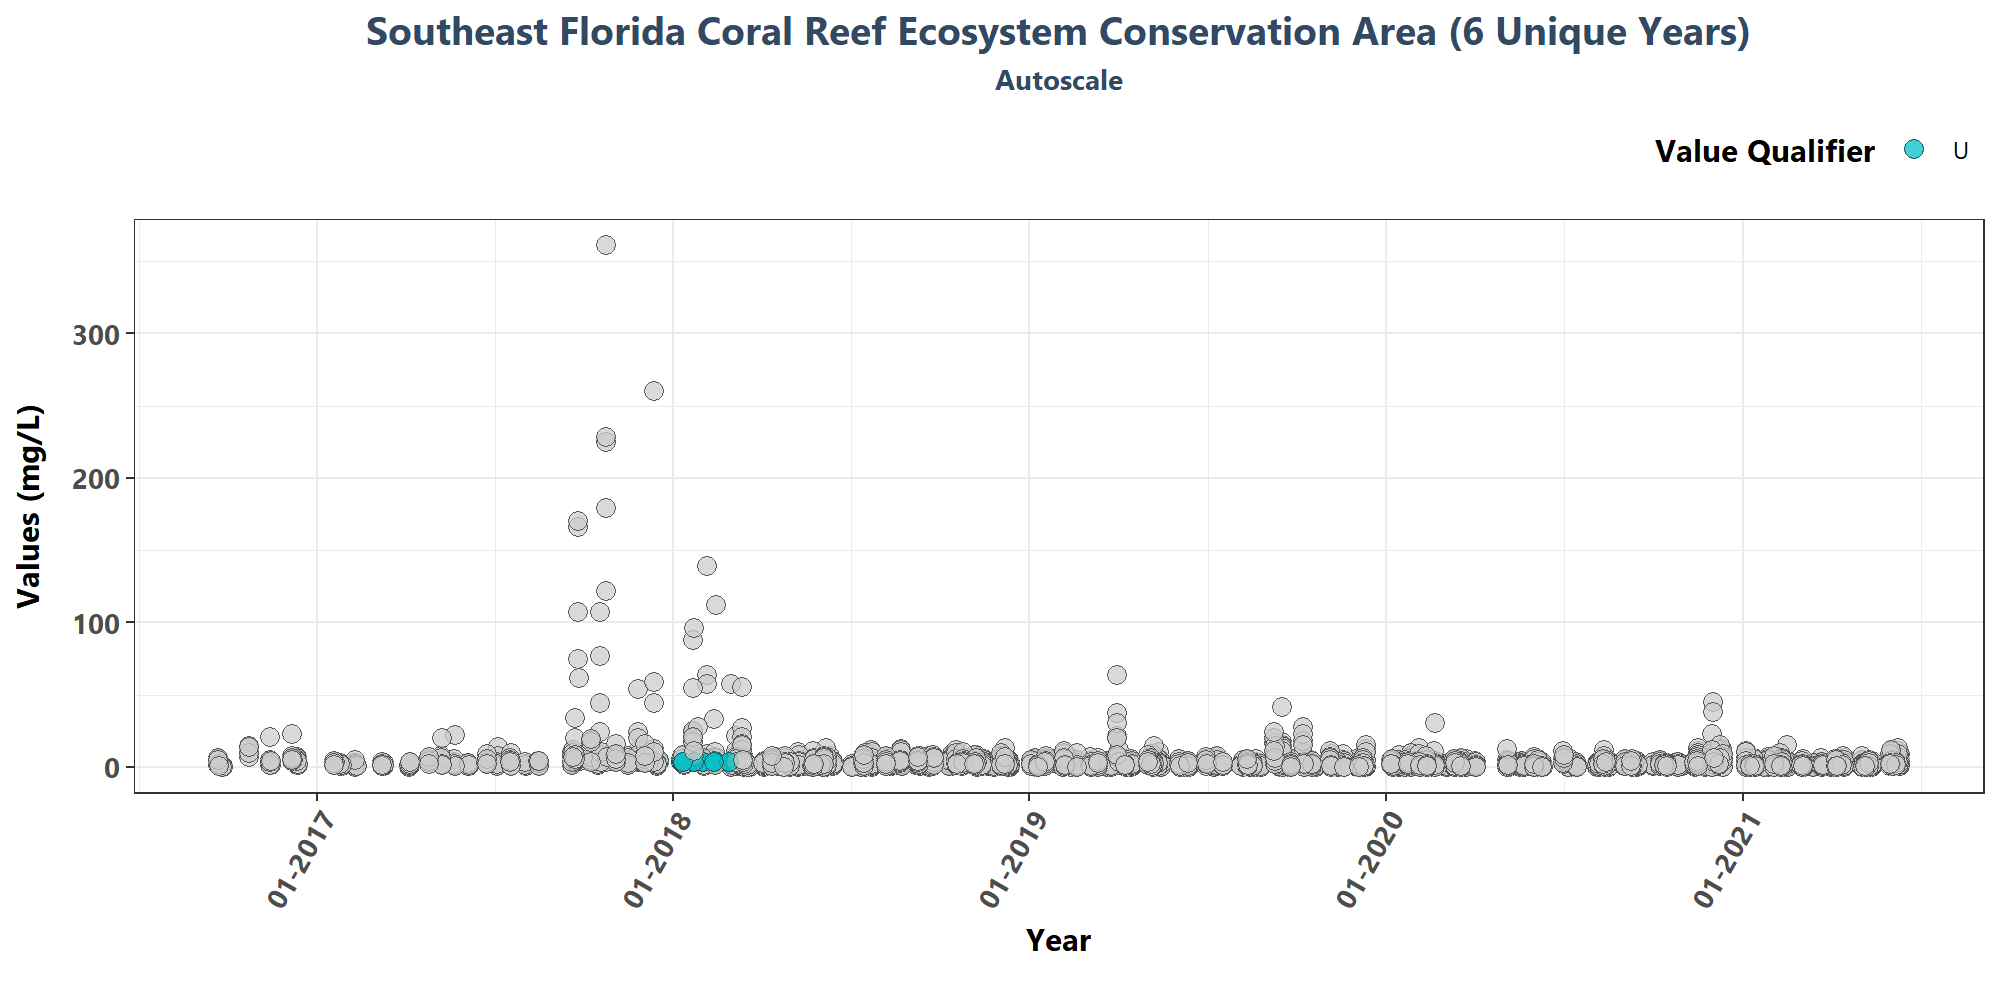 Southeast Florida Coral Reef Ecosystem Conservation Area (6 Unique Years)
Autoscale
Value Qualifier U
Values (mg/L)
300
200
100
0
01-2017
01-2018
01-2019
01-2020
01-2021
Year